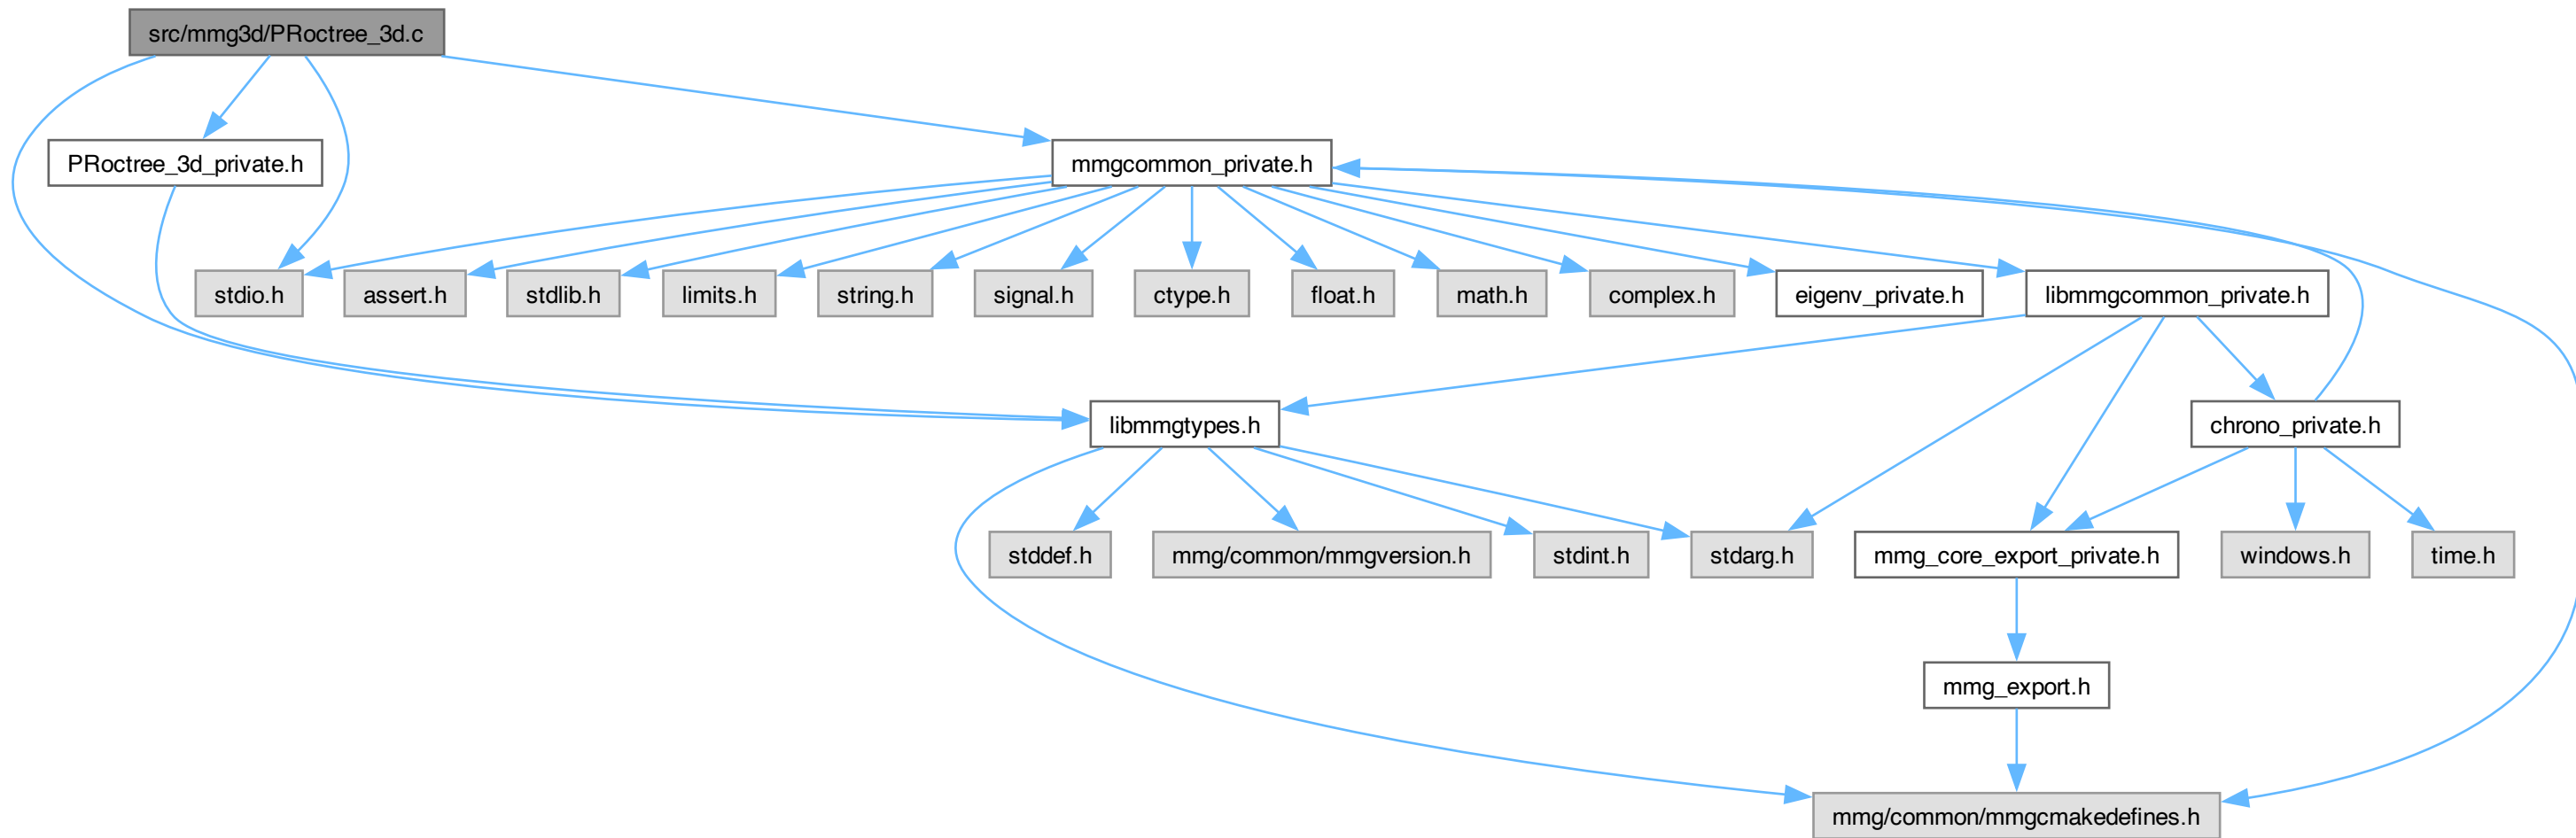 src/mmg3d/PRoctree_3d.c
PRoctree_3d_private.h
mmgcommon_private.h
stdio.h
assert.h
stdlib.h
limits.h
string.h
signal.h
ctype.h
float.h
math.h
complex.h
eigenv_private.h
libmmgcommon_private.h
libmmgtypes.h
chrono_private.h
stddef.h
mmg/common/mmgversion.h
stdint.h
stdarg.h
mmg_core_export_private.h
windows.h
time.h
mmg_export.h
mmg/common/mmgcmakedefines.h